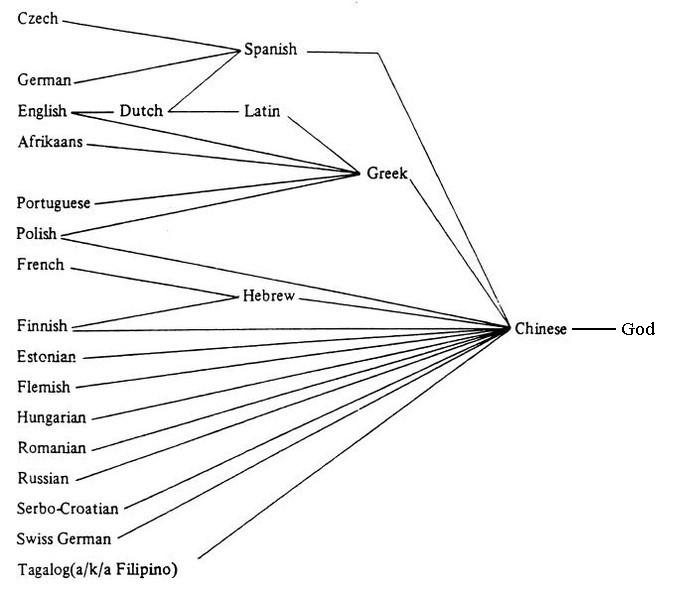 Czech
Spanish
German
English
Dutch
Latin
Afrikaans
Greek
Portuguese
Polish
French
Hebrew
Finnish
Chinese
God
Estonian
Flemish
Hungarian
Romanian
Russian
Serbo-Croatian
Swiss German
Tagalog(a/k/a Filipino)